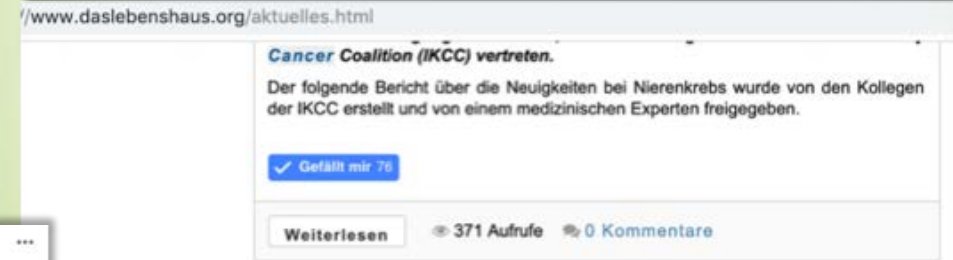 /www.daslebenshaus.org/aktuelles.html
Cancer Coalition (IKCC) vertreten.
Der folgende Bericht über die Neuigkeiten bei Nierenkrebs wurde von den Kollegen
der IKCC erstellt und von einem medizinischen Experten freigegeben.
Gefällt mir 76
Weiterlesen 371 Aufrufe 0 Kommentare
...